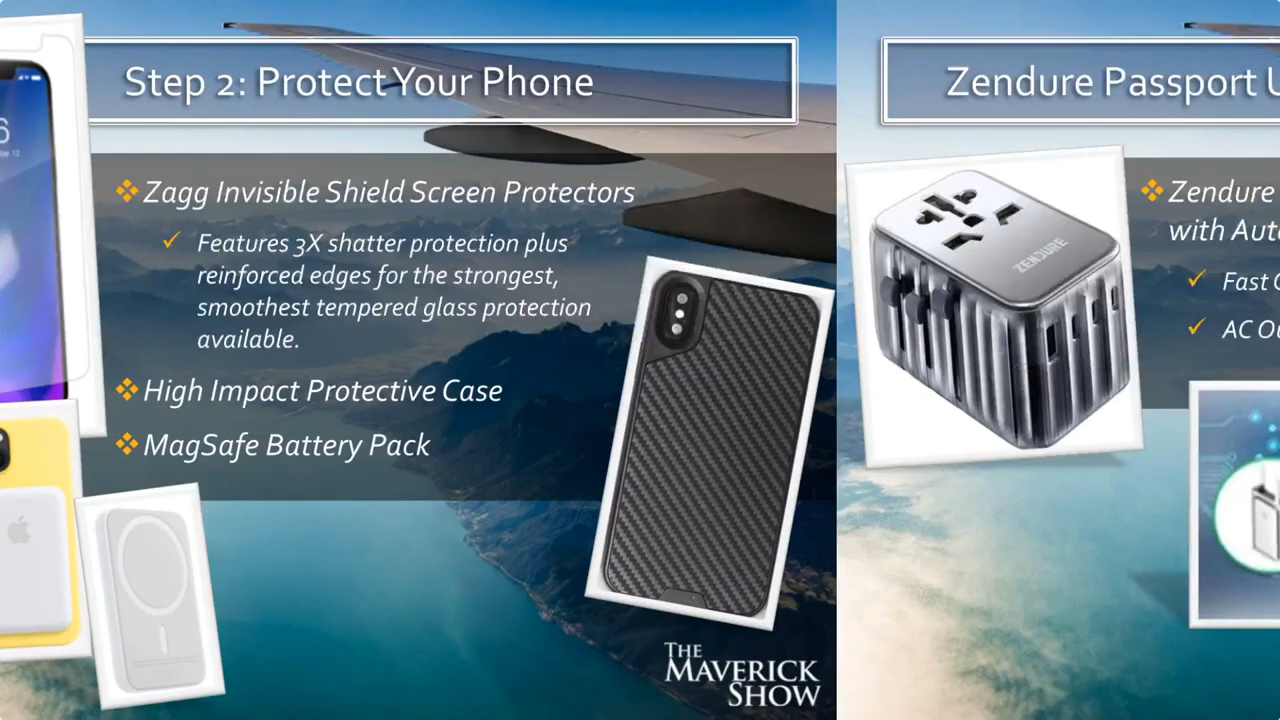 Step 2: Protect Your Phone
Zagg Invisible Shield Screen Protectors
Features 3X shatter protection plus
reinforced edges for the strongest,
smoothest tempered glass protection
available.
High Impact Protective Case
MagSafe Battery Pack
THE
MAVERICK
SHOW
Zendure Passport
ZENDURE
Zendure
with
Fast
AC